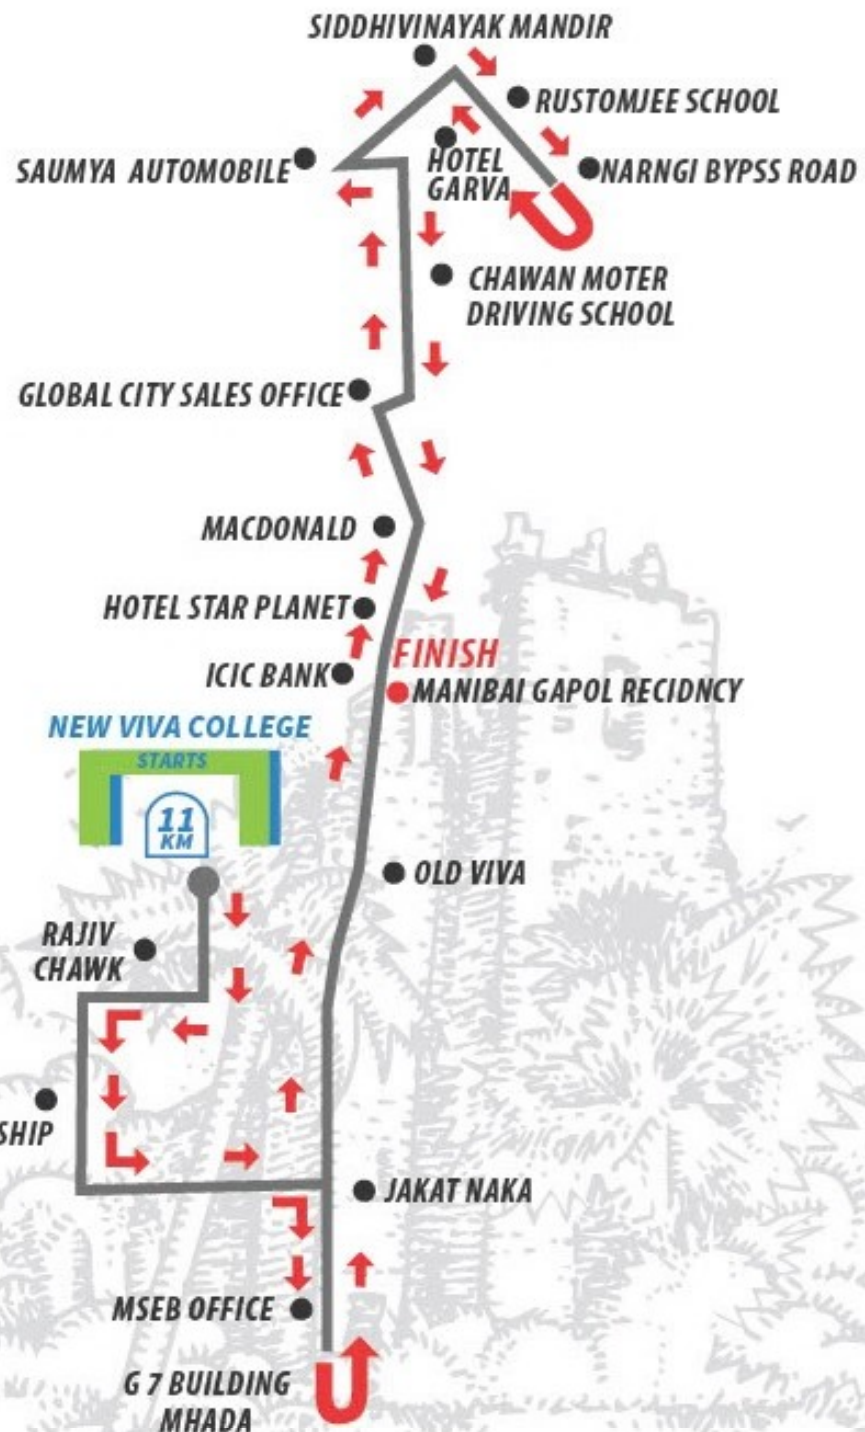 SIDDHIVINAYAK MANDIR
RUSTOMJEE SCHOOL
SAUMYA AUTOMOBILE
HOTEL
GARVA
NARNGI BYPSS ROAD
CHAWAN MOTER
DRIVING SCHOOL
GLOBAL CITY SALES OFFICE
MACDONALD
HOTEL STAR PLANET
FINISH
ICIC BANK
MANIBAI GAPOL RECIDNCY
NEW VIVA COLLEGE
STARTS
11
KM
OLD VIVA
RAJIV
CHAWK
SHIP
JAKAT NAKA
MSEB OFFICE
G 7 BUILDING
MHADA